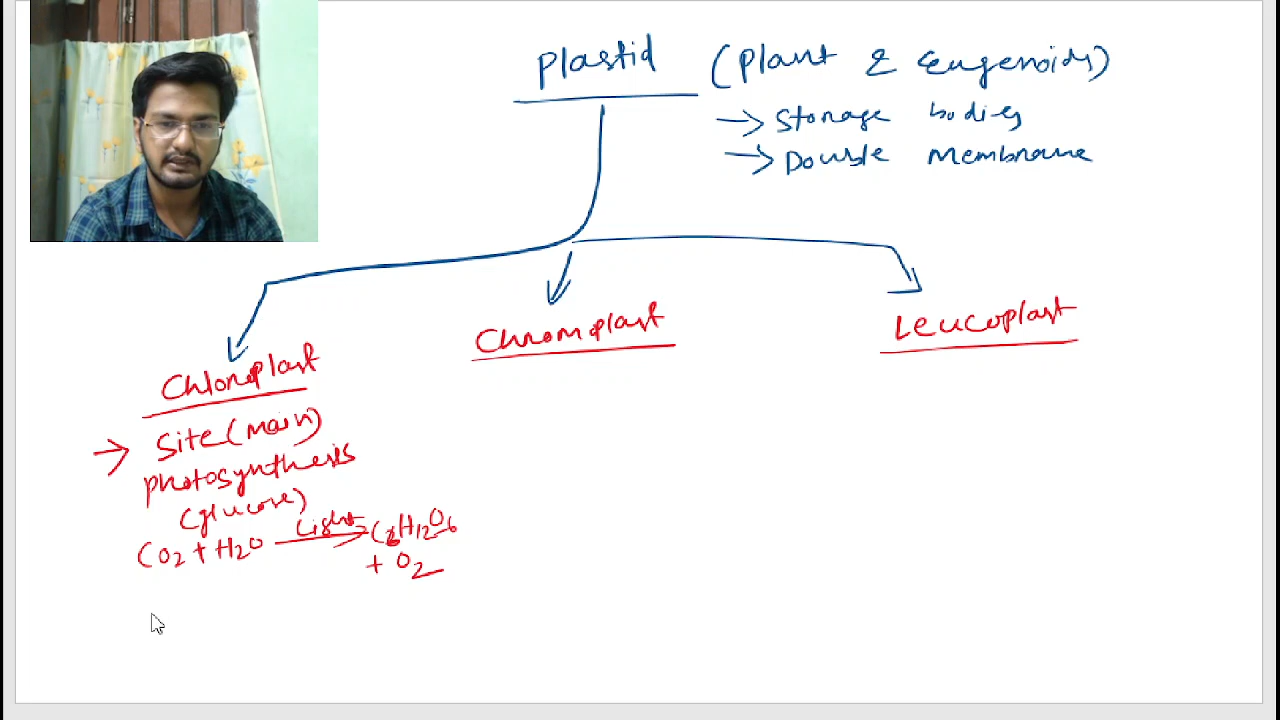 Plastid (Plant & Eugenoids)
→ Storage bodies
→ Double membrane
Chloroplast
Chromoplast
Leucoplast
→ Site (main)
photosynthesis
(glucose)
CO2 + H2O Light→ C6H12O6
+ O2